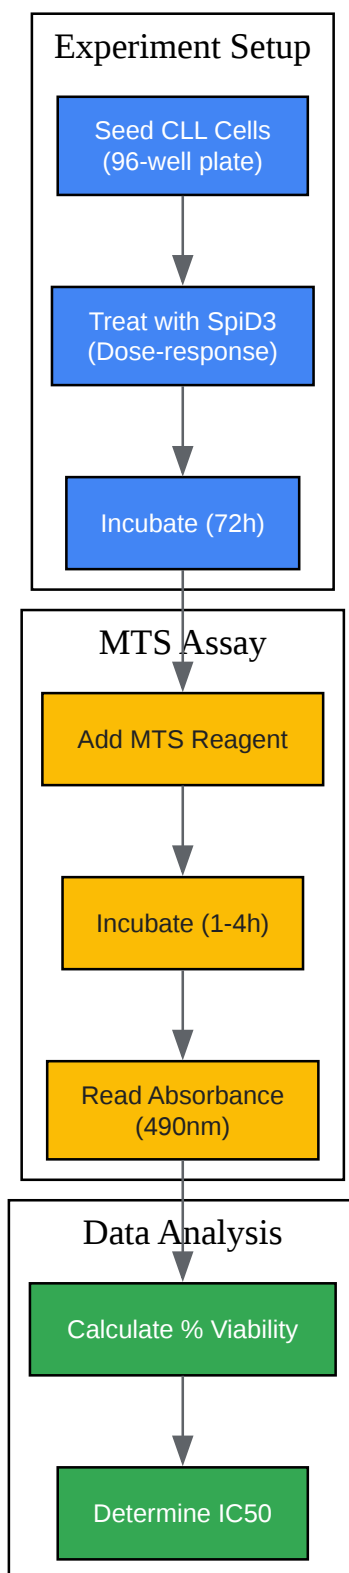 Experiment Setup
Seed CLL Cells
(96-well plate)
Treat with SpiD3
(Dose-response)
Incubate (72h)
MTS Assay
Add MTS Reagent
Incubate (1-4h)
Read Absorbance
(490nm)
Data Analysis
Calculate % Viability
Determine IC50